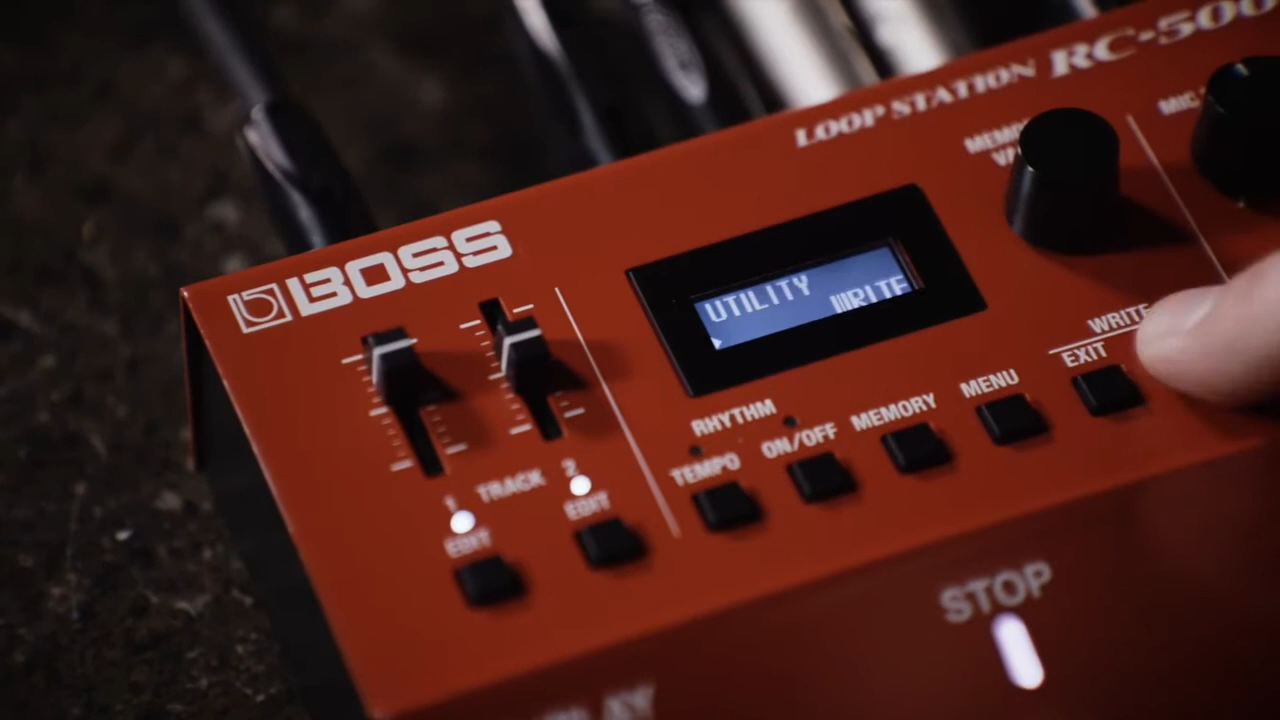 LOOP STATION RC-500
MIC
BOSS
UTILITY
WRITE
WRITE
EXIT
MENU
MEMORY
RHYTHM
ON/OFF
TEMPO
1 TRACK 2
EDIT
EDIT
STOP